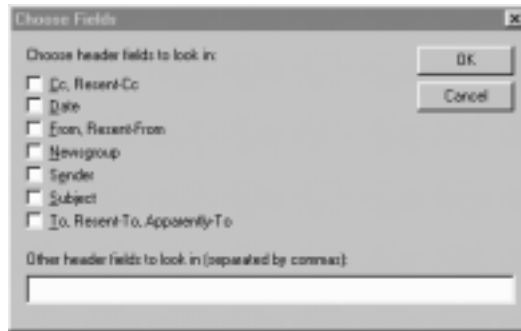 Choose Fields
Choose header fields to look in:
OK
Cancel
Cc, Resent-Cc
Date
From, Resent-From
Newsgroup
Sender
Subject
To, Resent-To, Apparently-To
Other header fields to look in (separated by commas):